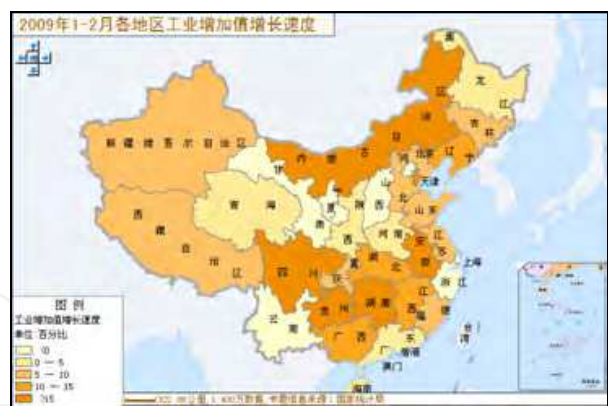 2009年1-2月各地区工业增加值增长速度
黑
龙
江
内 蒙 古 自 治 区
吉
林
辽
宁
新 疆 维 吾 尔 自 治 区
甘
肃
宁
夏
北京
天津
河
北
山
西
山 东
陕
西
青 海
河 南
江
苏
安
徽
上海
西
藏
自
治
区
四 川
重
庆
湖
北
浙
江
湖 南
江
西
福
建
贵 州
云
南
广 西
广
东
台
湾
香港
澳门
海南
图 例
工业增加值增长速度
单位:百分比
0 — 5
5 — 10
10 — 15